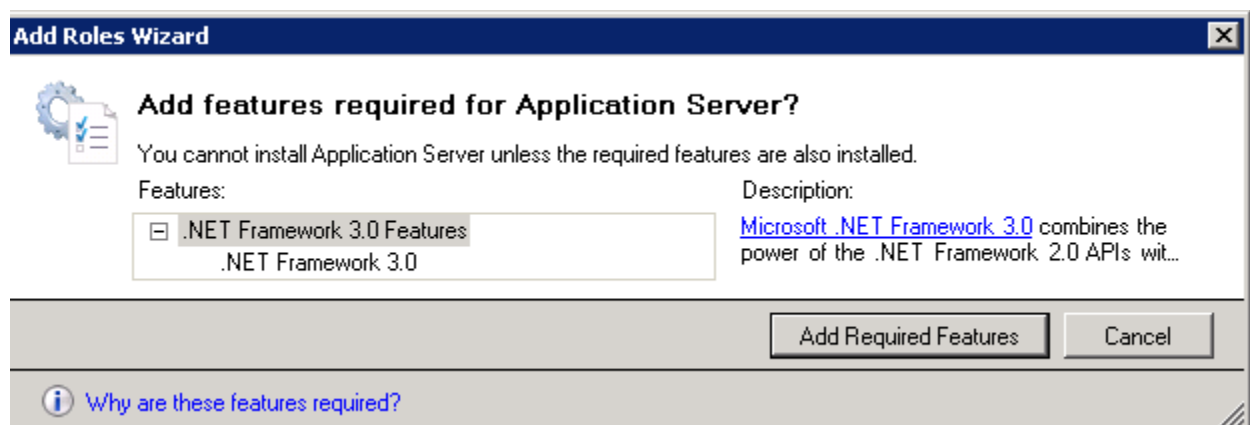 Add Roles Wizard
Add features required for Application Server?
You cannot install Application Server unless the required features are also installed.
Features:
Description:
.NET Framework 3.0 Features
.NET Framework 3.0
Microsoft .NET Framework 3.0 combines the
power of the .NET Framework 2.0 APIs wit...
Add Required Features
Cancel
Why are these features required?